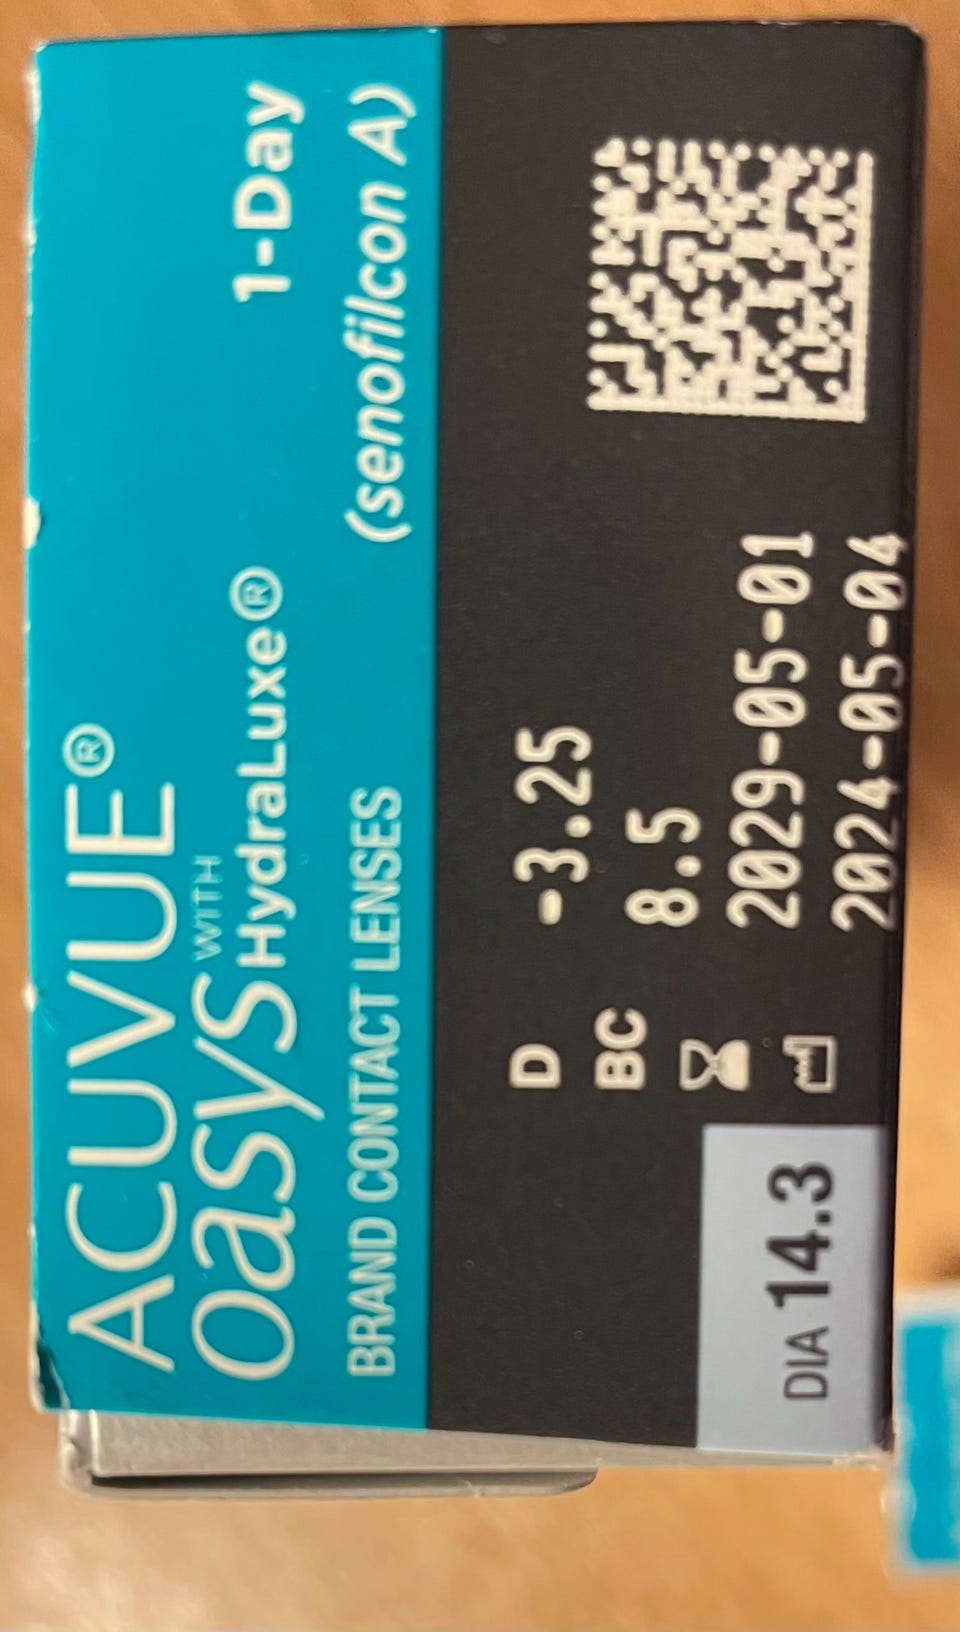 ACUVUE®
OasyS WITH HydraLuxe® 1-Day
BRAND CONTACT LENSES (senofilcon A)
D -3.25
BC 8.5
2029-05-01
2024-05-04
DIA 14.3